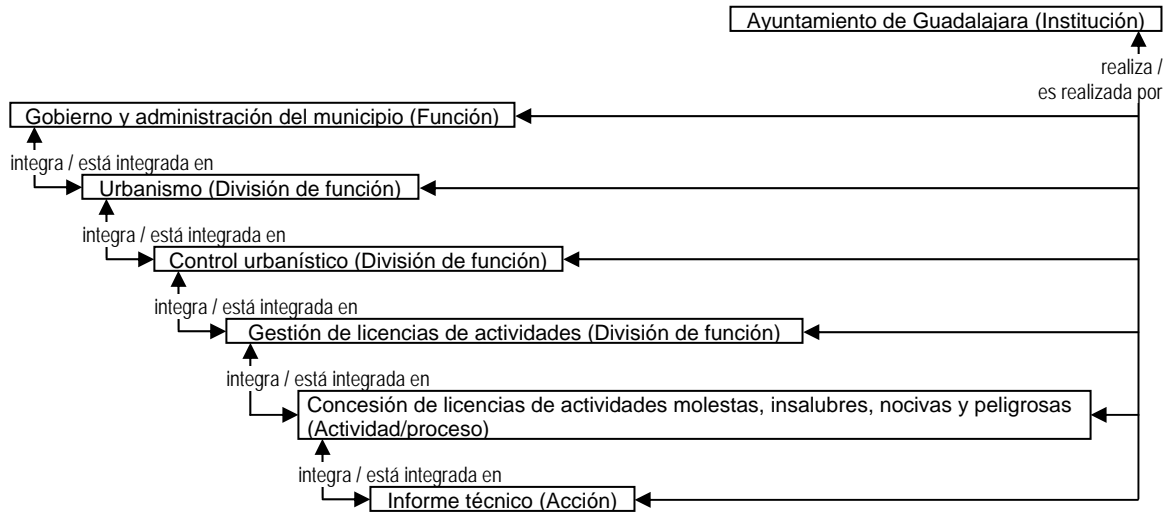 Ayuntamiento de Guadalajara (Institución)
realiza /
es realizada por
Gobierno y administración del municipio (Función)
integra / está integrada en
Urbanismo (División de función)
integra / está integrada en
Control urbanístico (División de función)
integra / está integrada en
Gestión de licencias de actividades (División de función)
integra / está integrada en
Concesión de licencias de actividades molestas, insalubres, nocivas y peligrosas
(Actividad/proceso)
integra / está integrada en
Informe técnico (Acción)